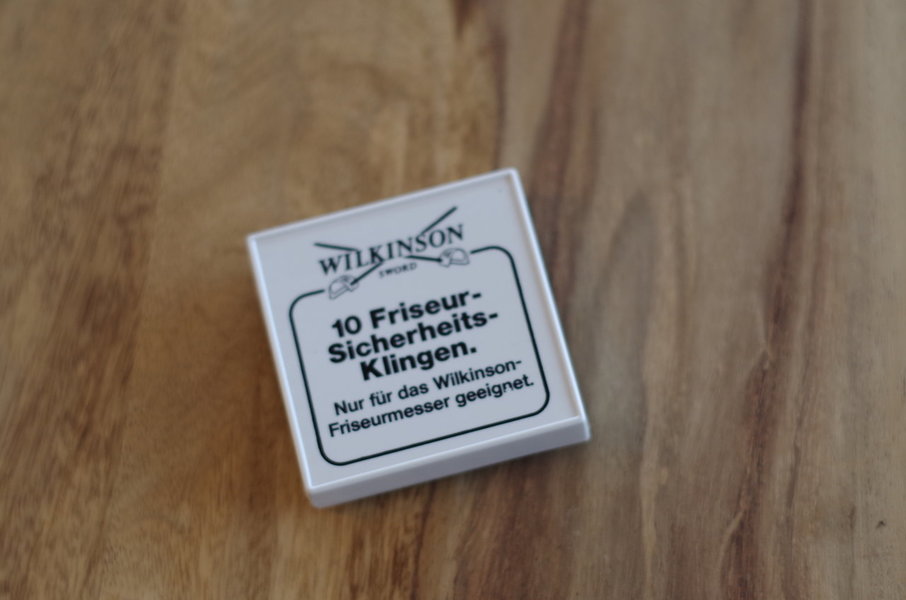 WILKINSON
SWORD
10 Friseur-
Sicherheits-
Klingen.
Nur für das Wilkinson-
Friseurmesser geeignet.